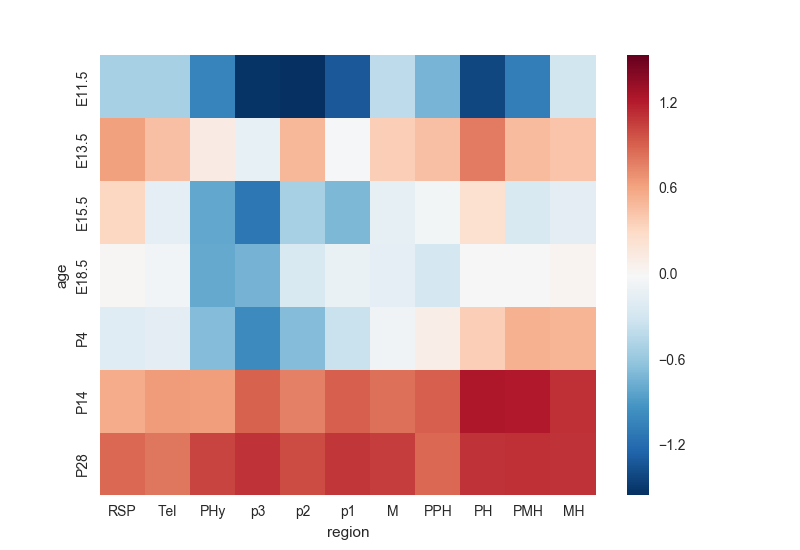 E11.5
E13.5
E15.5
E18.5
P4
P14
P28
age
RSP Tel PHy p3 p2 p1 M PPH PH PMH MH
region
1.2
0.6
0.0
−0.6
−1.2